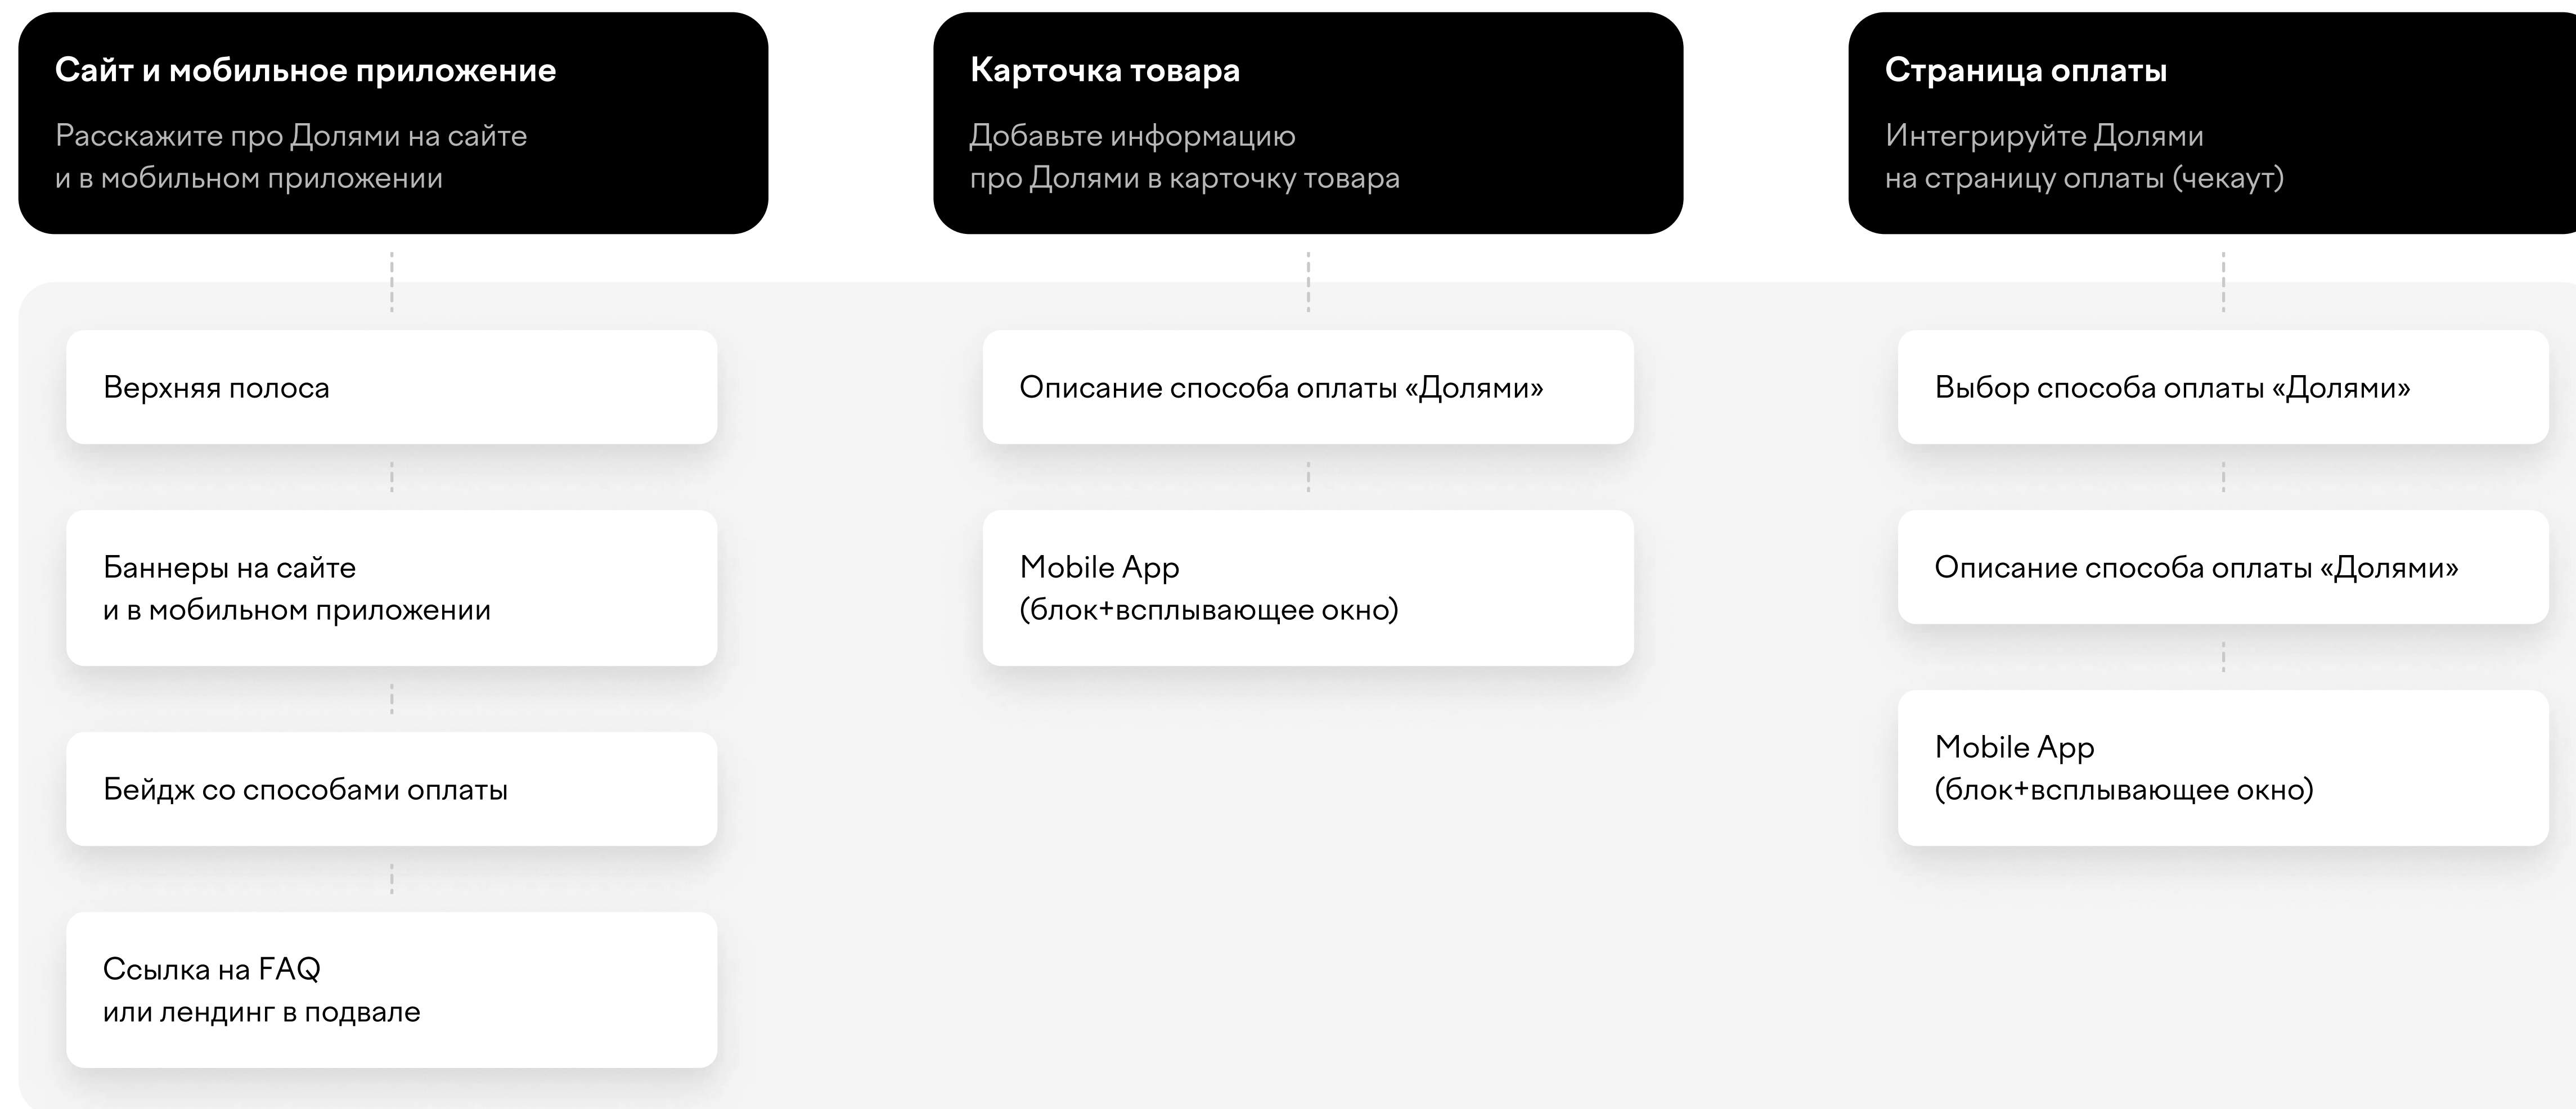 Сайт и мобильное приложение
Расскажите про Долями на сайте
и в мобильном приложении
Верхняя полоса
Баннеры на сайте
и в мобильном приложении
Бейдж со способами оплаты
Ссылка на FAQ
или лендинг в подвале
Карточка товара
Добавьте информацию
про Долями в карточку товара
Описание способа оплаты «Долями»
Mobile App
(блок+всплывающее окно)
Страница оплаты
Интегрируйте Долями
на страницу оплаты (чекаут)
Выбор способа оплаты «Долями»
Описание способа оплаты «Долями»
Mobile App
(блок+всплывающее окно)